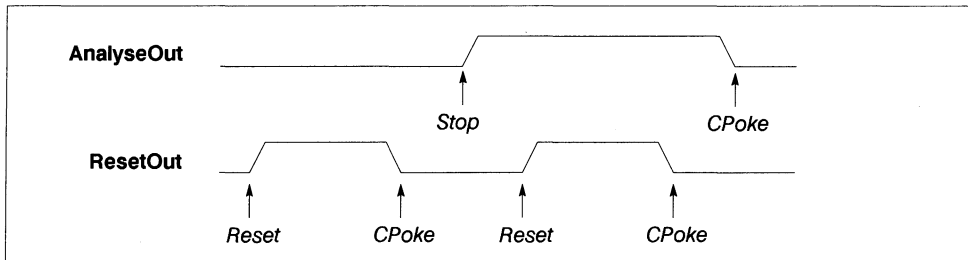 AnalyseOut
Stop CPoke
ResetOut
Reset CPoke Reset CPoke